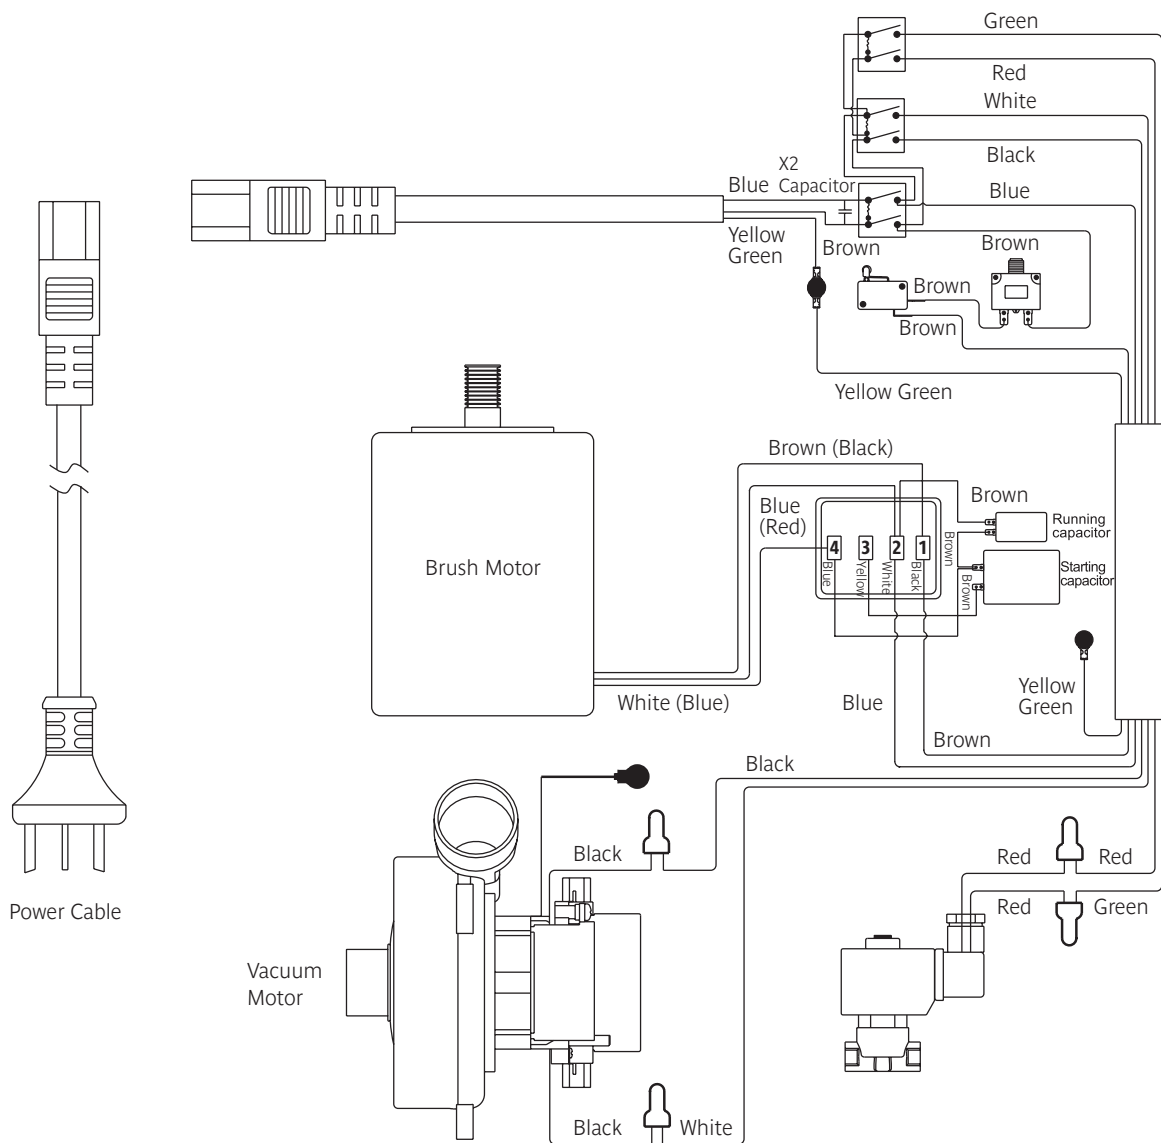 Green
Red
White
Black
X2
Capacitor
Blue
Blue
Yellow
Green
Brown
Brown
Brown
Brown
Yellow Green
Brown (Black)
Blue
(Red)
Brown
Running
capacitor
4
3
2
1
Blue
Yellow
White
Black
Brown
Brown
Starting
capacitor
Brush Motor
White (Blue)
Blue
Yellow
Green
Brown
Black
Black
Red
Red
Red
Green
Power Cable
Vacuum
Motor
Black
White